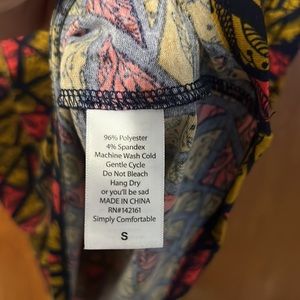 96% Polyester
4% Spandex
Machine Wash Cold
Gentle Cycle
Do Not Bleach
Hang Dry
or you'll be sad
MADE IN CHINA
RN#142161
Simply Comfortable
S